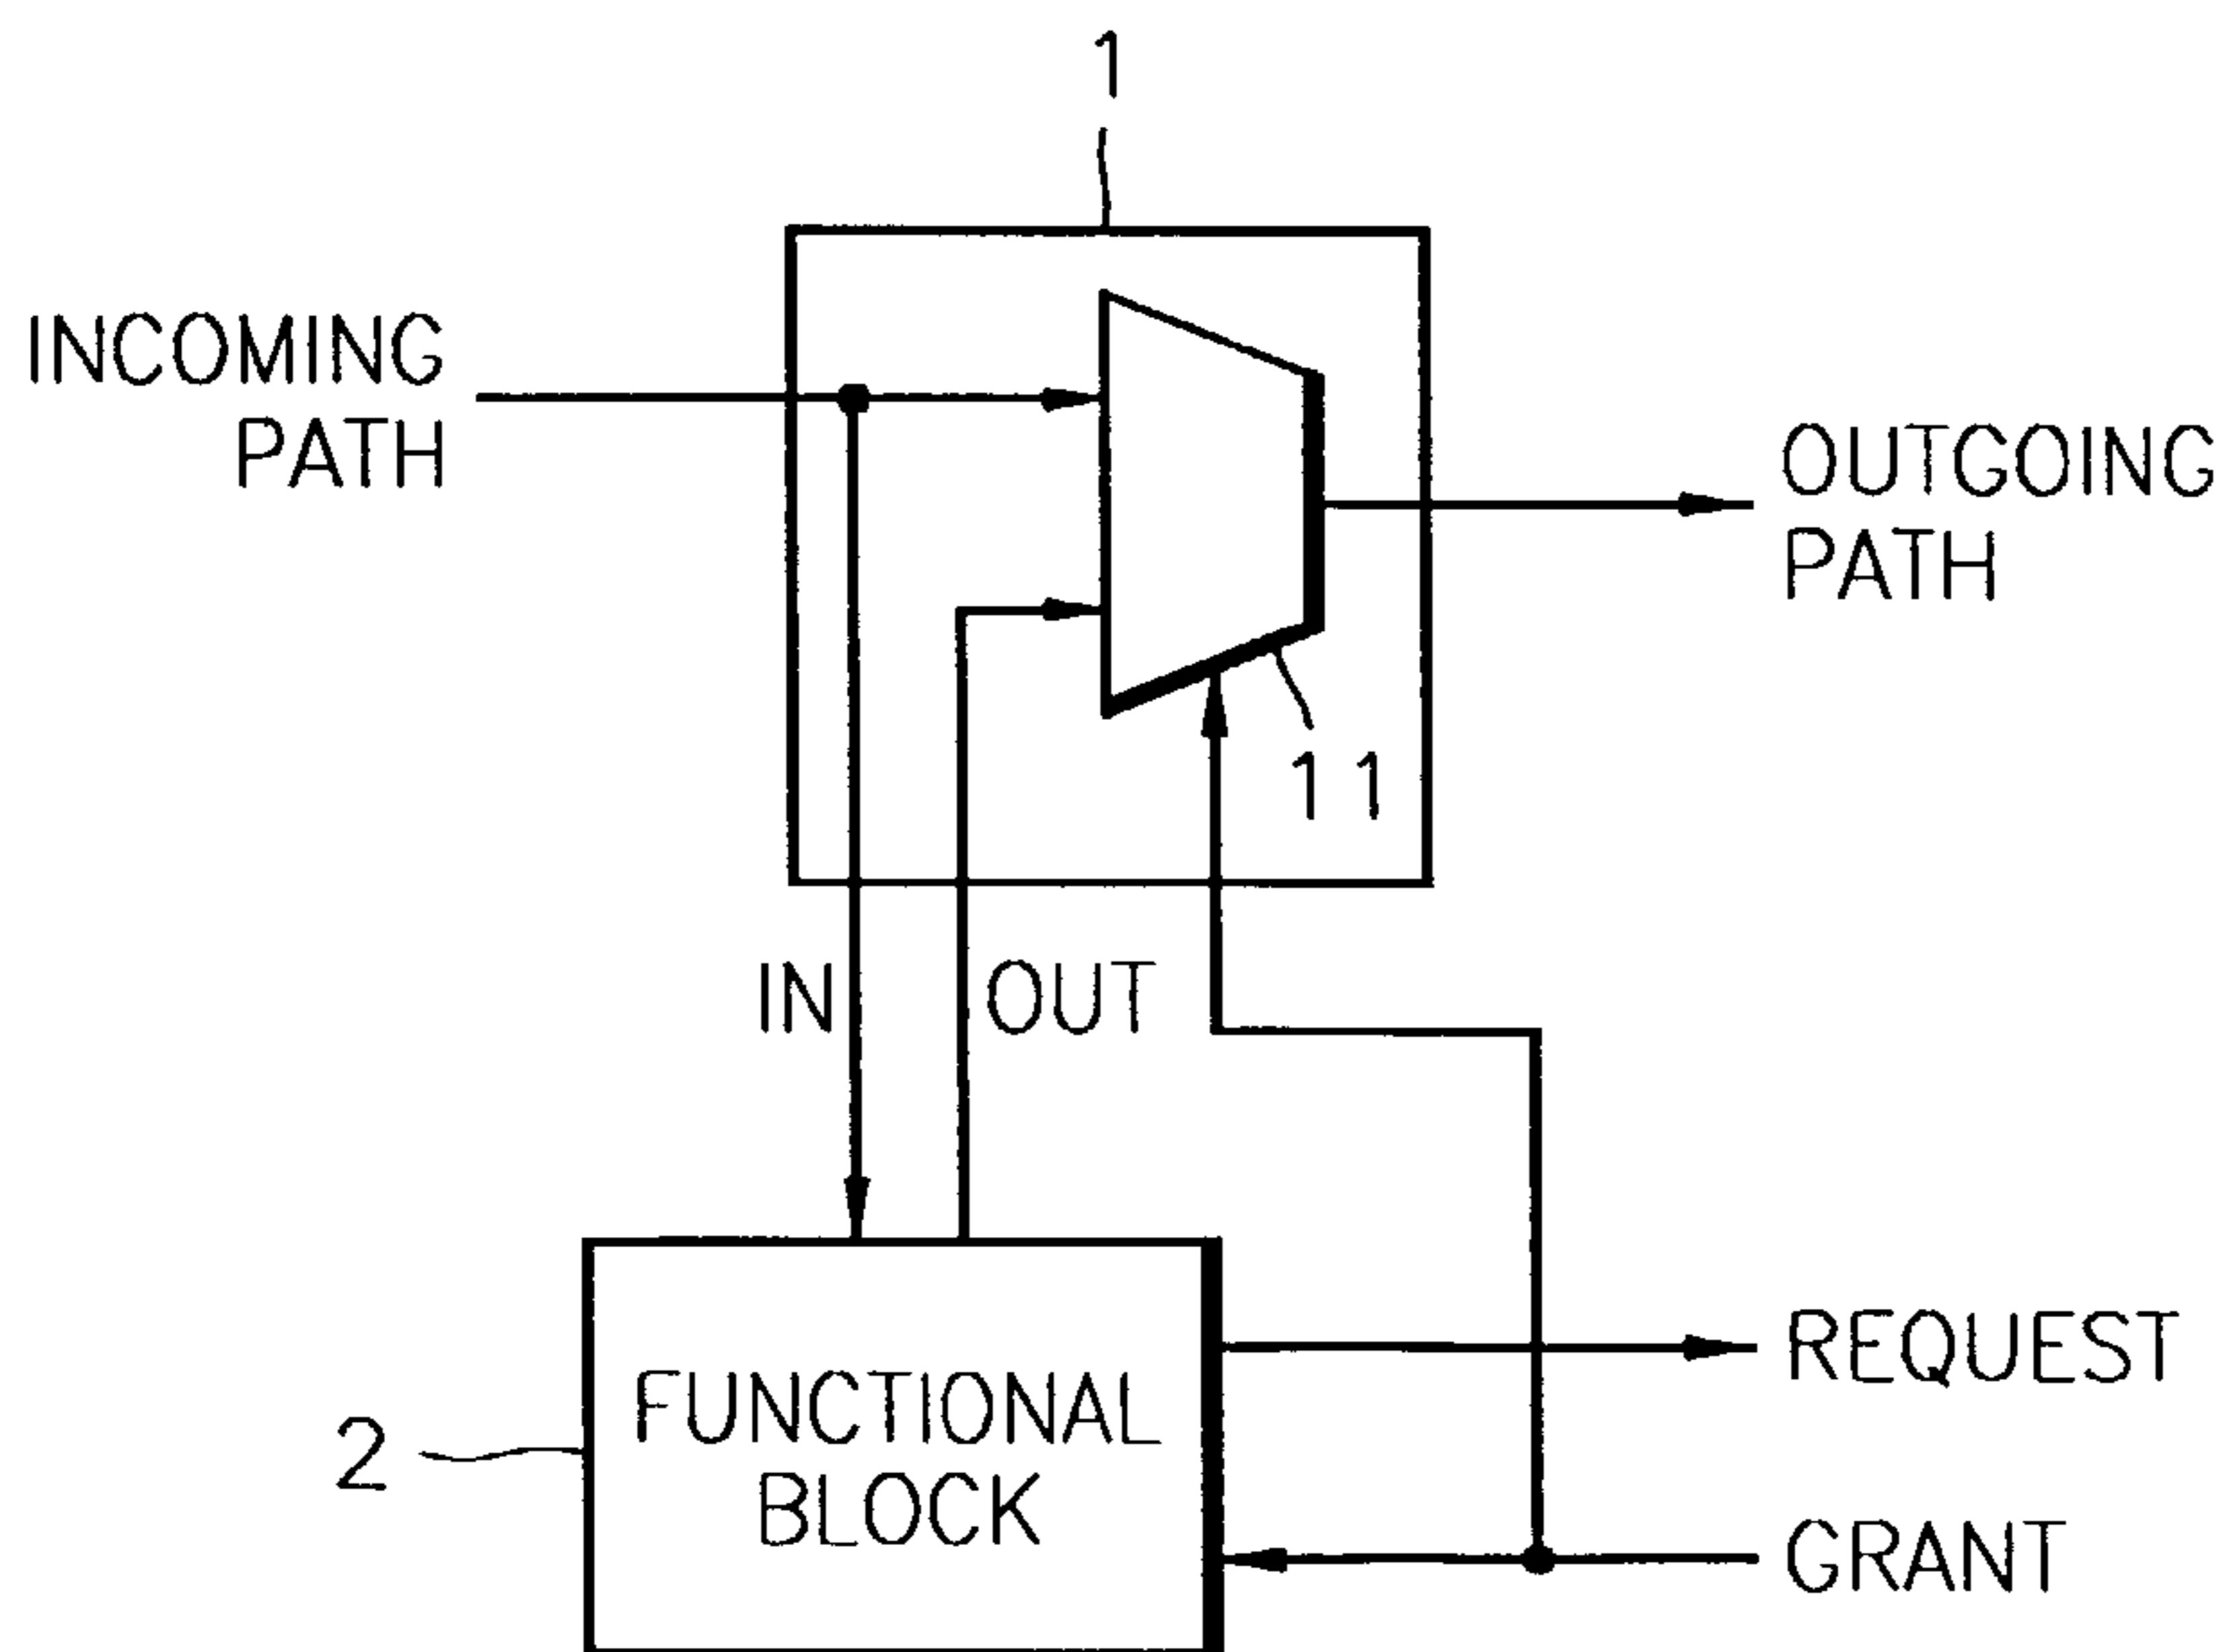 1
INCOMING
PATH
OUTGOING
PATH
11
IN
OUT
REQUEST
FUNCTIONAL
BLOCK
2
GRANT